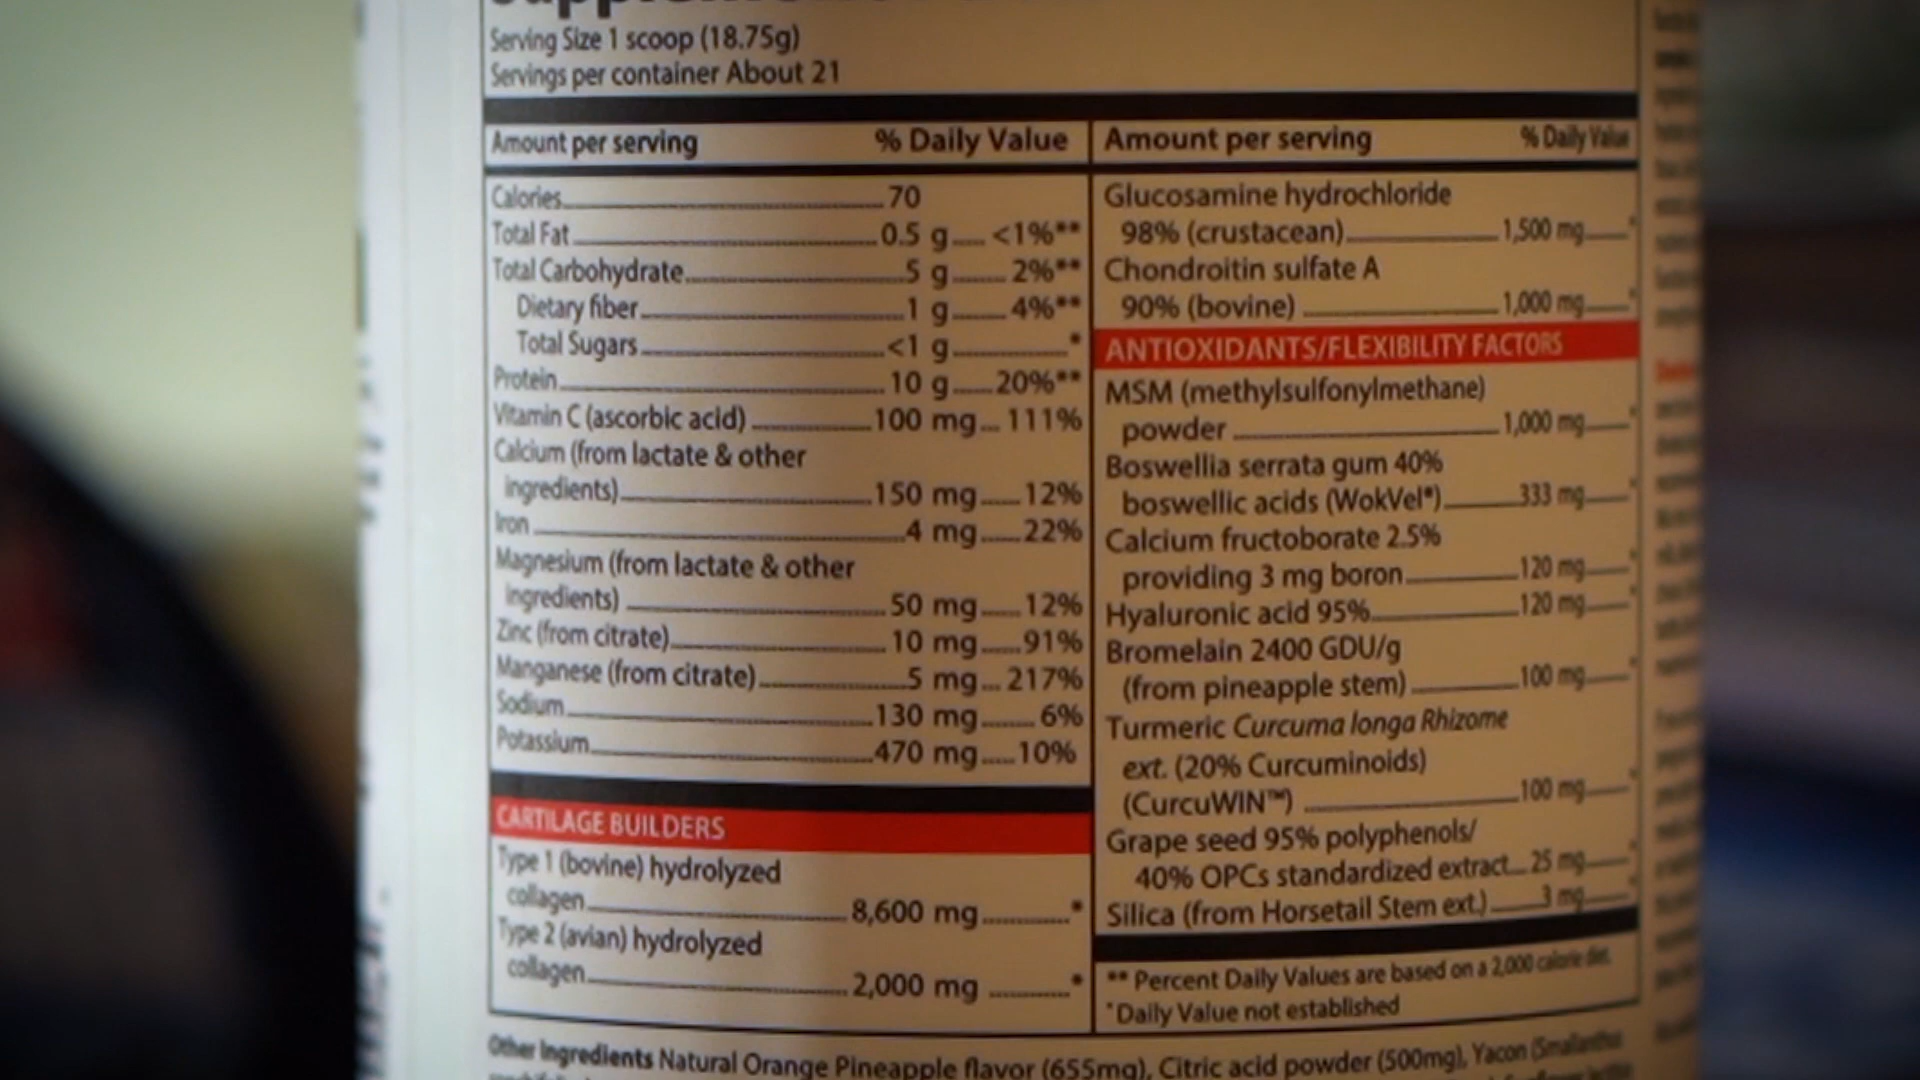 Serving Size 1 scoop (18.75g)
Servings per container About 21
Amount per serving % Daily Value
Calories 70
Total Fat 0.5 g <1%**
Total Carbohydrate 5 g 2%**
Dietary fiber 1 g 4%**
Total Sugars <1 g *
Protein 10 g 20%**
Vitamin C (ascorbic acid) 100 mg 111%
Calcium (from lactate & other
ingredients) 150 mg 12%
Iron 4 mg 22%
Magnesium (from lactate & other
ingredients) 50 mg 12%
Zinc (from citrate) 10 mg 91%
Manganese (from citrate) 5 mg 217%
Sodium 130 mg 6%
Potassium 470 mg 10%
CARTILAGE BUILDERS
Type 1 (bovine) hydrolyzed
collagen 8,600 mg *
Type 2 (avian) hydrolyzed
collagen 2,000 mg *
Amount per serving % Daily Value
Glucosamine hydrochloride
98% (crustacean) 1,500 mg *
Chondroitin sulfate A
90% (bovine) 1,000 mg *
ANTIOXIDANTS/FLEXIBILITY FACTORS
MSM (methylsulfonylmethane)
powder 1,000 mg *
Boswellia serrata gum 40%
boswellic acids (WokVel®) 333 mg *
Calcium fructoborate 2.5%
providing 3 mg boron 120 mg *
Hyaluronic acid 95% 120 mg *
Bromelain 2400 GDU/g
(from pineapple stem) 100 mg *
Turmeric Curcuma longa Rhizome
ext. (20% Curcuminoids)
(CurcuWIN™) 100 mg *
Grape seed 95% polyphenols/
40% OPCs standardized extract 25 mg *
Silica (from Horsetail Stem ext.) 3 mg *
** Percent Daily Values are based on a 2,000 calorie diet.
*Daily Value not established
Other Ingredients Natural Orange Pineapple flavor (655mg), Citric acid powder (500mg), Yacon (Smallanthus